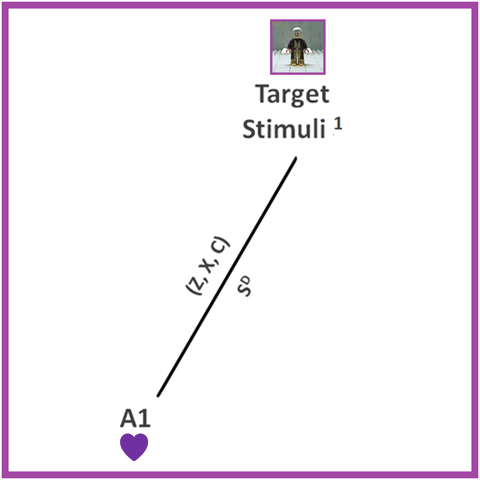 Target
Stimuli 1
(Z, X, C)
Sᴰ
A1